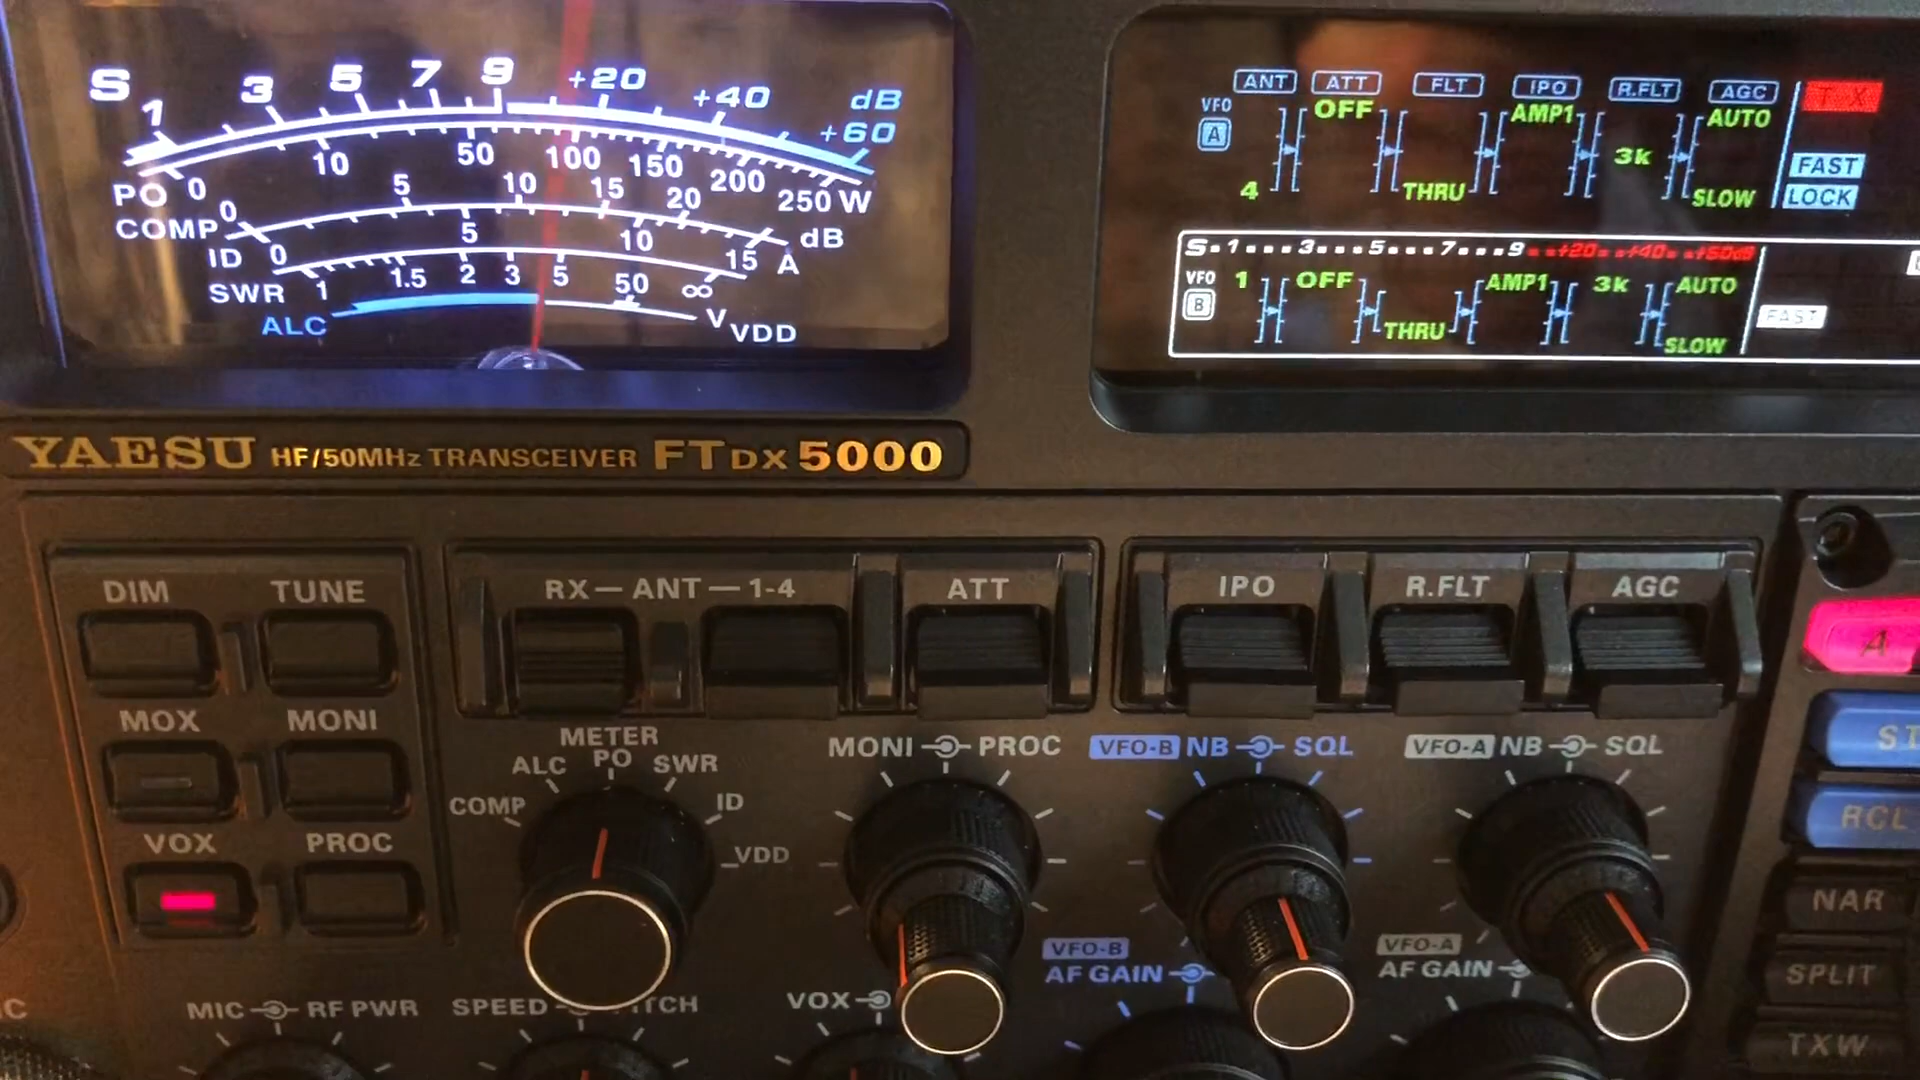 S 1 3 5 7 9 +20 +40 +60 dB
PO 0 10 50 100 150 200 250 W
COMP 0 5 10 15 20 dB
ID 0 5 10 15 A
SWR 1 1.5 2 3 5 50 ∞
ALC V VDD
YAESU HF/50MHz TRANSCEIVER FTDX 5000
ANT ATT FLT IPO R.FLT AGC TX
VFO A 4 OFF THRU AMP1 3k AUTO SLOW
FAST
LOCK
S 1 3 5 7 9 +20 +40 +60dB
VFO B 1 OFF THRU AMP1 3k AUTO SLOW
FAST
DIM TUNE
MOX MONI
VOX PROC
RX-ANT-1-4 ATT
IPO R.FLT AGC
METER
COMP ALC PO SWR ID VDD
MONI PROC
VFO-B NB SQL
VFO-A NB SQL
A
ST
RCL
NAR
SPLIT
TXW
MIC RF PWR
SPEED
VOX
VFO-B
AF GAIN
VFO-A
AF GAIN